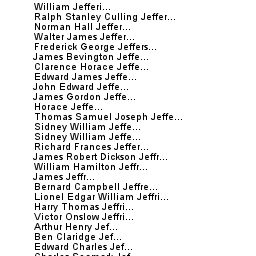 William Jefferi...
Ralph Stanley Culling Jeffer...
Norman Hall Jeffer...
Walter James Jeffer...
Frederick George Jeffers...
James Bevington Jeffe...
Clarence Horace Jeffe...
Edward James Jeffe...
John Edward Jeffe...
James Gordon Jeffe...
Horace Jeffe...
Thomas Samuel Joseph Jeffe...
Sidney William Jeffe...
Sidney William Jeffe...
Richard Frances Jeffer...
James Robert Dickson Jeffr...
William Hamilton Jeffr...
James Jeffr...
Bernard Campbell Jeffre...
Lionel Edgar William Jeffri...
Harry Thomas Jeffri...
Victor Onslow Jeffri...
Arthur Henry Jef...
Ben Claridge Jef...
Edward Charles Jef...